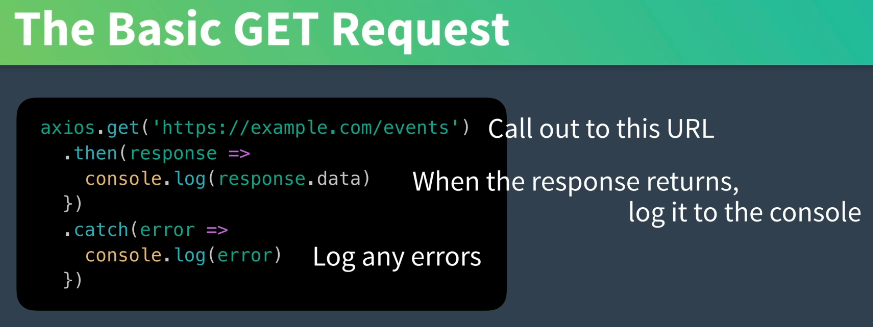 The Basic GET Request
axios.get('https://example.com/events') Call out to this URL
.then(response =>
console.log(response.data) When the response returns,
log it to the console
})
.catch(error =>
console.log(error) Log any errors
})